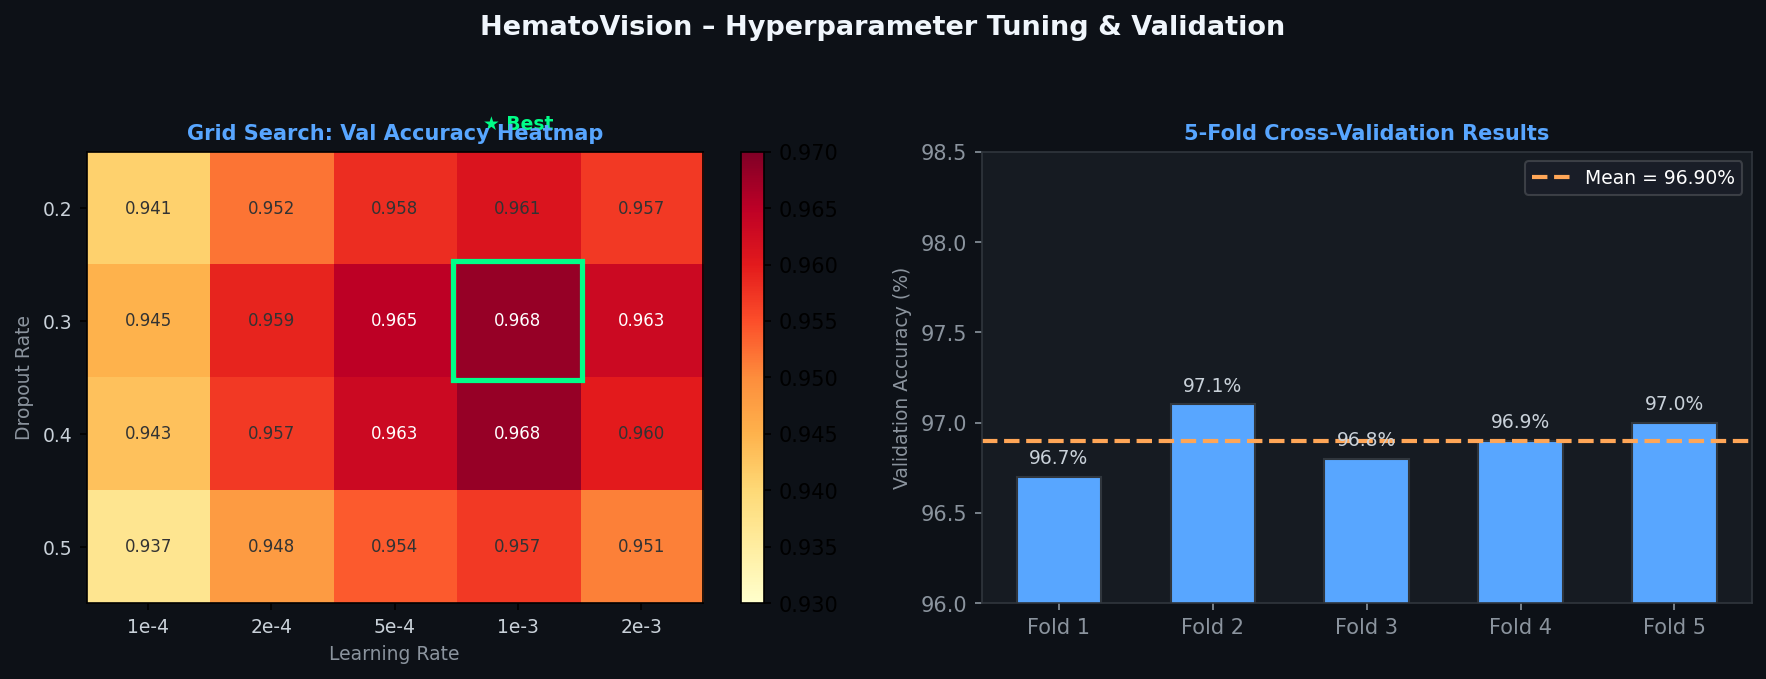 HematoVision – Hyperparameter Tuning & Validation
★ Best
Grid Search: Val Accuracy Heatmap
Dropout Rate
0.2 0.941 0.952 0.958 0.961 0.957
0.3 0.945 0.959 0.965 0.968 0.963
0.4 0.943 0.957 0.963 0.968 0.960
0.5 0.937 0.948 0.954 0.957 0.951
1e-4 2e-4 5e-4 1e-3 2e-3
Learning Rate
0.970
0.965
0.960
0.955
0.950
0.945
0.940
0.935
0.930
5-Fold Cross-Validation Results
Mean = 96.90%
Validation Accuracy (%)
98.5
98.0
97.5
97.0
96.5
96.0
96.7% 97.1% 96.8% 96.9% 97.0%
Fold 1 Fold 2 Fold 3 Fold 4 Fold 5